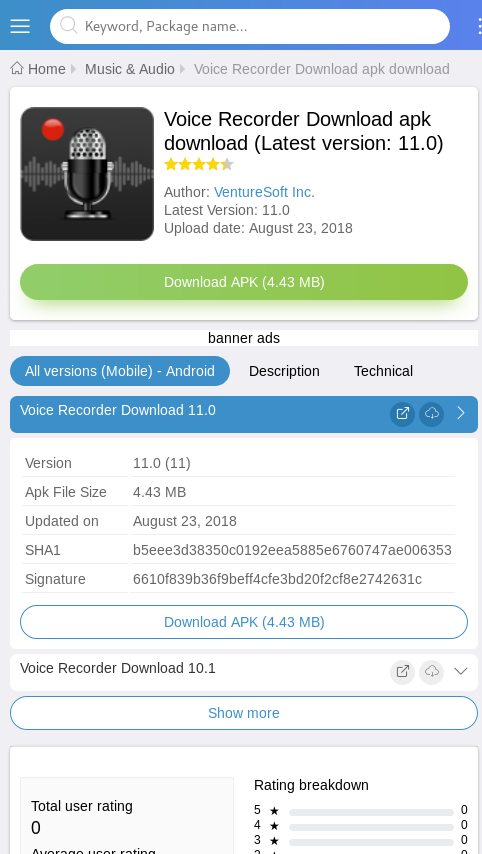 Keyword, Package name...
Home Music & Audio Voice Recorder Download apk download
Voice Recorder Download apk
download (Latest version: 11.0)
Author: VentureSoft Inc.
Latest Version: 11.0
Upload date: August 23, 2018
Download APK (4.43 MB)
banner ads
All versions (Mobile) - Android Description Technical
Voice Recorder Download 11.0
Version 11.0 (11)
Apk File Size 4.43 MB
Updated on August 23, 2018
SHA1 b5eee3d38350c0192eea5885e6760747ae006353
Signature 6610f839b36f9beff4cfe3bd20f2cf8e2742631c
Download APK (4.43 MB)
Voice Recorder Download 10.1
Show more
Rating breakdown
Total user rating
0
Average user rating
5 ★ 0
4 ★ 0
3 ★ 0